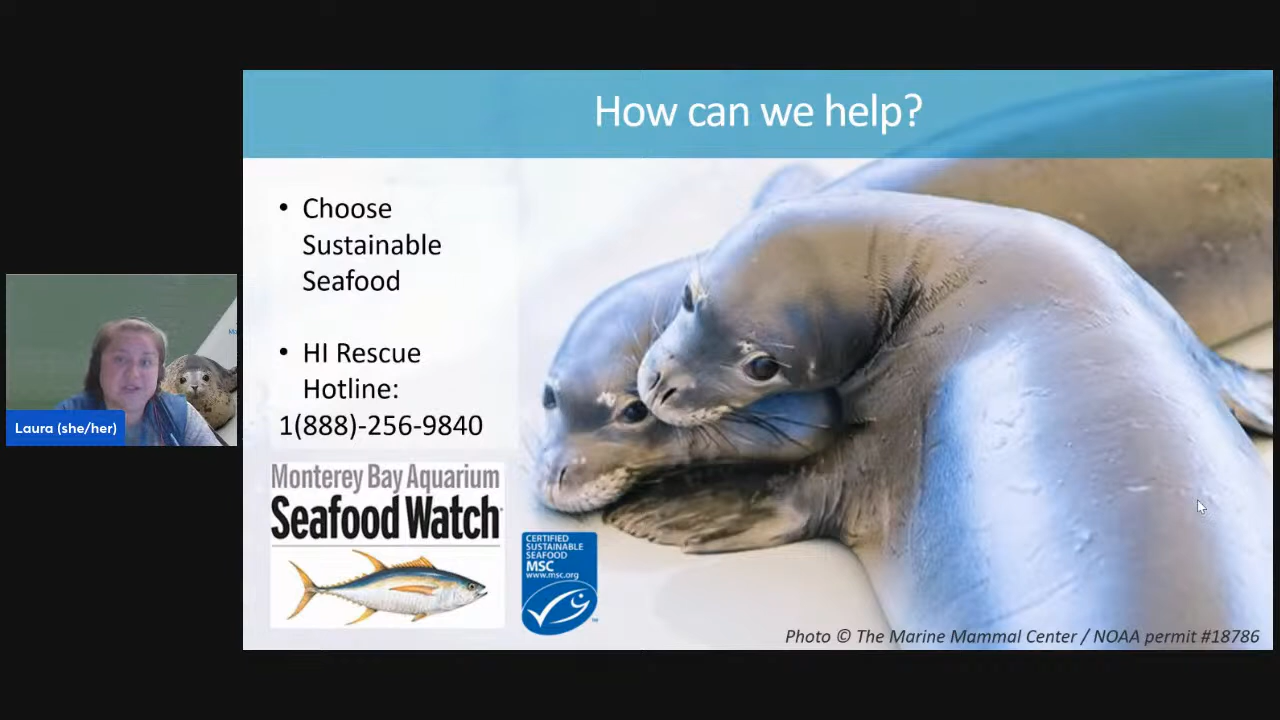 How can we help?
• Choose
Sustainable
Seafood
• HI Rescue
Hotline:
1(888)-256-9840
Monterey Bay Aquarium
Seafood Watch
CERTIFIED
SUSTAINABLE
SEAFOOD
MSC
www.msc.org
TM
Photo © The Marine Mammal Center / NOAA permit #18786
Laura (she/her)